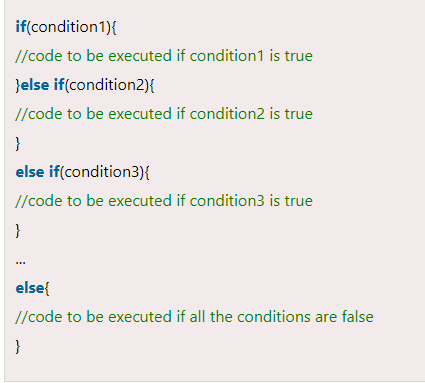 if(condition1){
//code to be executed if condition1 is true
}else if(condition2){
//code to be executed if condition2 is true
}
else if(condition3){
//code to be executed if condition3 is true
}
...
else{
//code to be executed if all the conditions are false
}